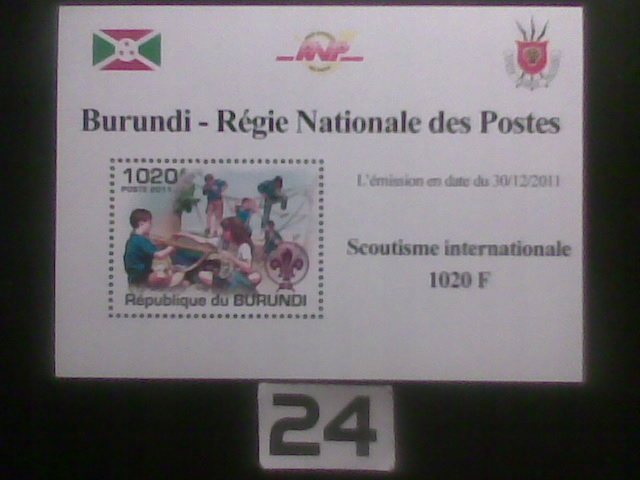 RNP
Burundi - Régie Nationale des Postes
1020F
POSTE 2011
République du BURUNDI
L'émission en date du 30/12/2011
Scoutisme internationale
1020 F
24